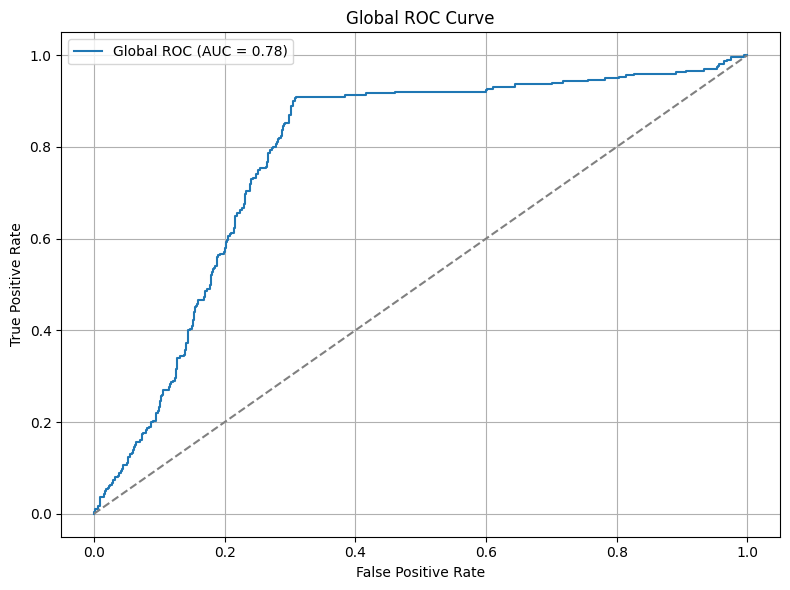 Global ROC Curve
Global ROC (AUC = 0.78)
1.0
0.8
0.6
0.4
0.2
0.0
True Positive Rate
0.0 0.2 0.4 0.6 0.8 1.0
False Positive Rate